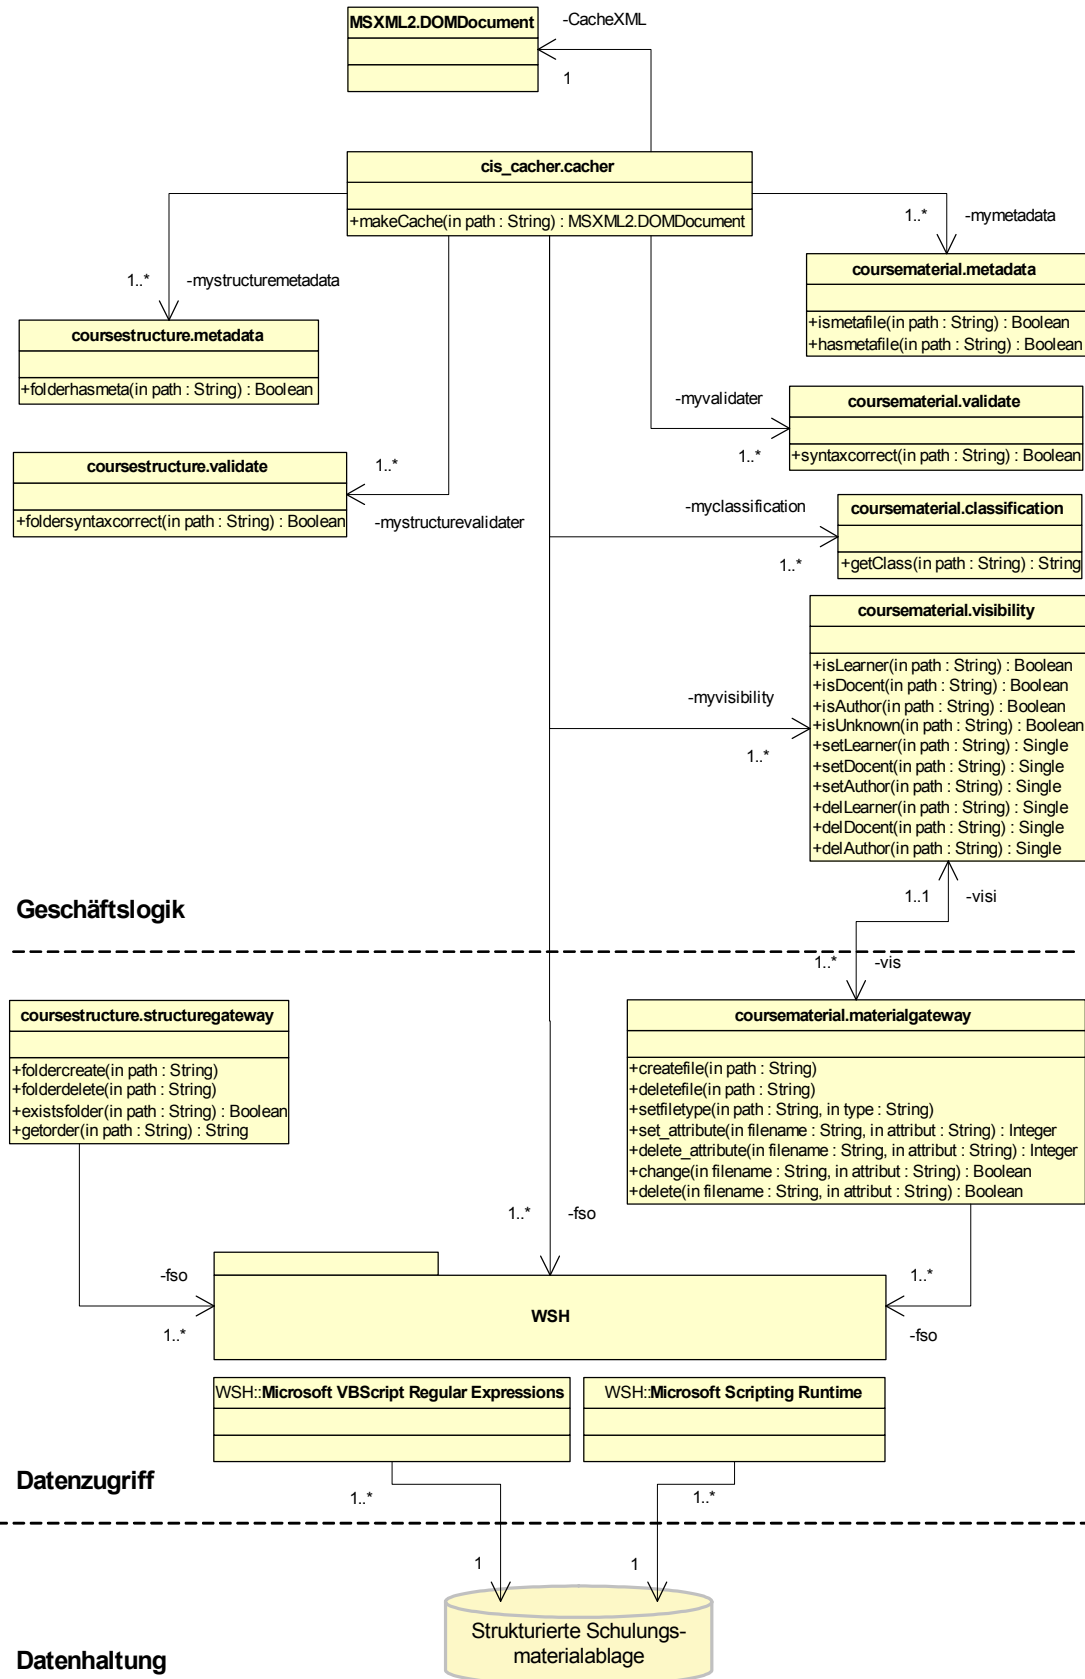 MSXML2.DOMDocument
-CacheXML
1
cis_cacher.cacher
+makeCache(in path : String) : MSXML2.DOMDocument
1..*
-mymetadata
1..*
-mystructuremetadata
coursematerial.metadata
+ismetafile(in path : String) : Boolean
+hasmetafile(in path : String) : Boolean
coursestructure.metadata
+folderhasmeta(in path : String) : Boolean
-myvalidater
1..*
coursematerial.validate
+syntaxcorrect(in path : String) : Boolean
coursestructure.validate
+foldersyntaxcorrect(in path : String) : Boolean
1..*
-mystructurevalidater
-myclassification
1..*
coursematerial.classification
+getClass(in path : String) : String
coursematerial.visibility
+isLearner(in path : String) : Boolean
+isDocent(in path : String) : Boolean
+isAuthor(in path : String) : Boolean
+isUnknown(in path : String) : Boolean
+setLearner(in path : String) : Single
+setDocent(in path : String) : Single
+setAuthor(in path : String) : Single
+delLearner(in path : String) : Single
+delDocent(in path : String) : Single
+delAuthor(in path : String) : Single
-myvisibility
1..*
1..1
-visi
Geschäftslogik
1..*
-vis
coursestructure.structuregateway
+foldercreate(in path : String)
+folderdelete(in path : String)
+existsfolder(in path : String) : Boolean
+getorder(in path : String) : String
coursematerial.materialgateway
+createfile(in path : String)
+deletefile(in path : String)
+setfiletype(in path : String, in type : String)
+set_attribute(in filename : String, in attribut : String) : Integer
+delete_attribute(in filename : String, in attribut : String) : Integer
+change(in filename : String, in attribut : String) : Boolean
+delete(in filename : String, in attribut : String) : Boolean
1..*
-fso
-fso
1..*
1..*
-fso
WSH
WSH::Microsoft VBScript Regular Expressions
WSH::Microsoft Scripting Runtime
Datenzugriff
1..*
1..*
1
1
Strukturierte Schulungs-
materialablage
Datenhaltung